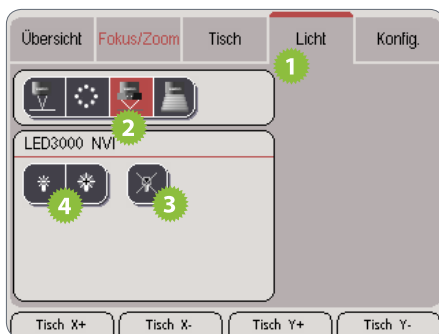 Übersicht Fokus/Zoom Tisch Licht Konfig.
1
2
LED3000 NVI
4 3
Tisch X+ Tisch X- Tisch Y+ Tisch Y-